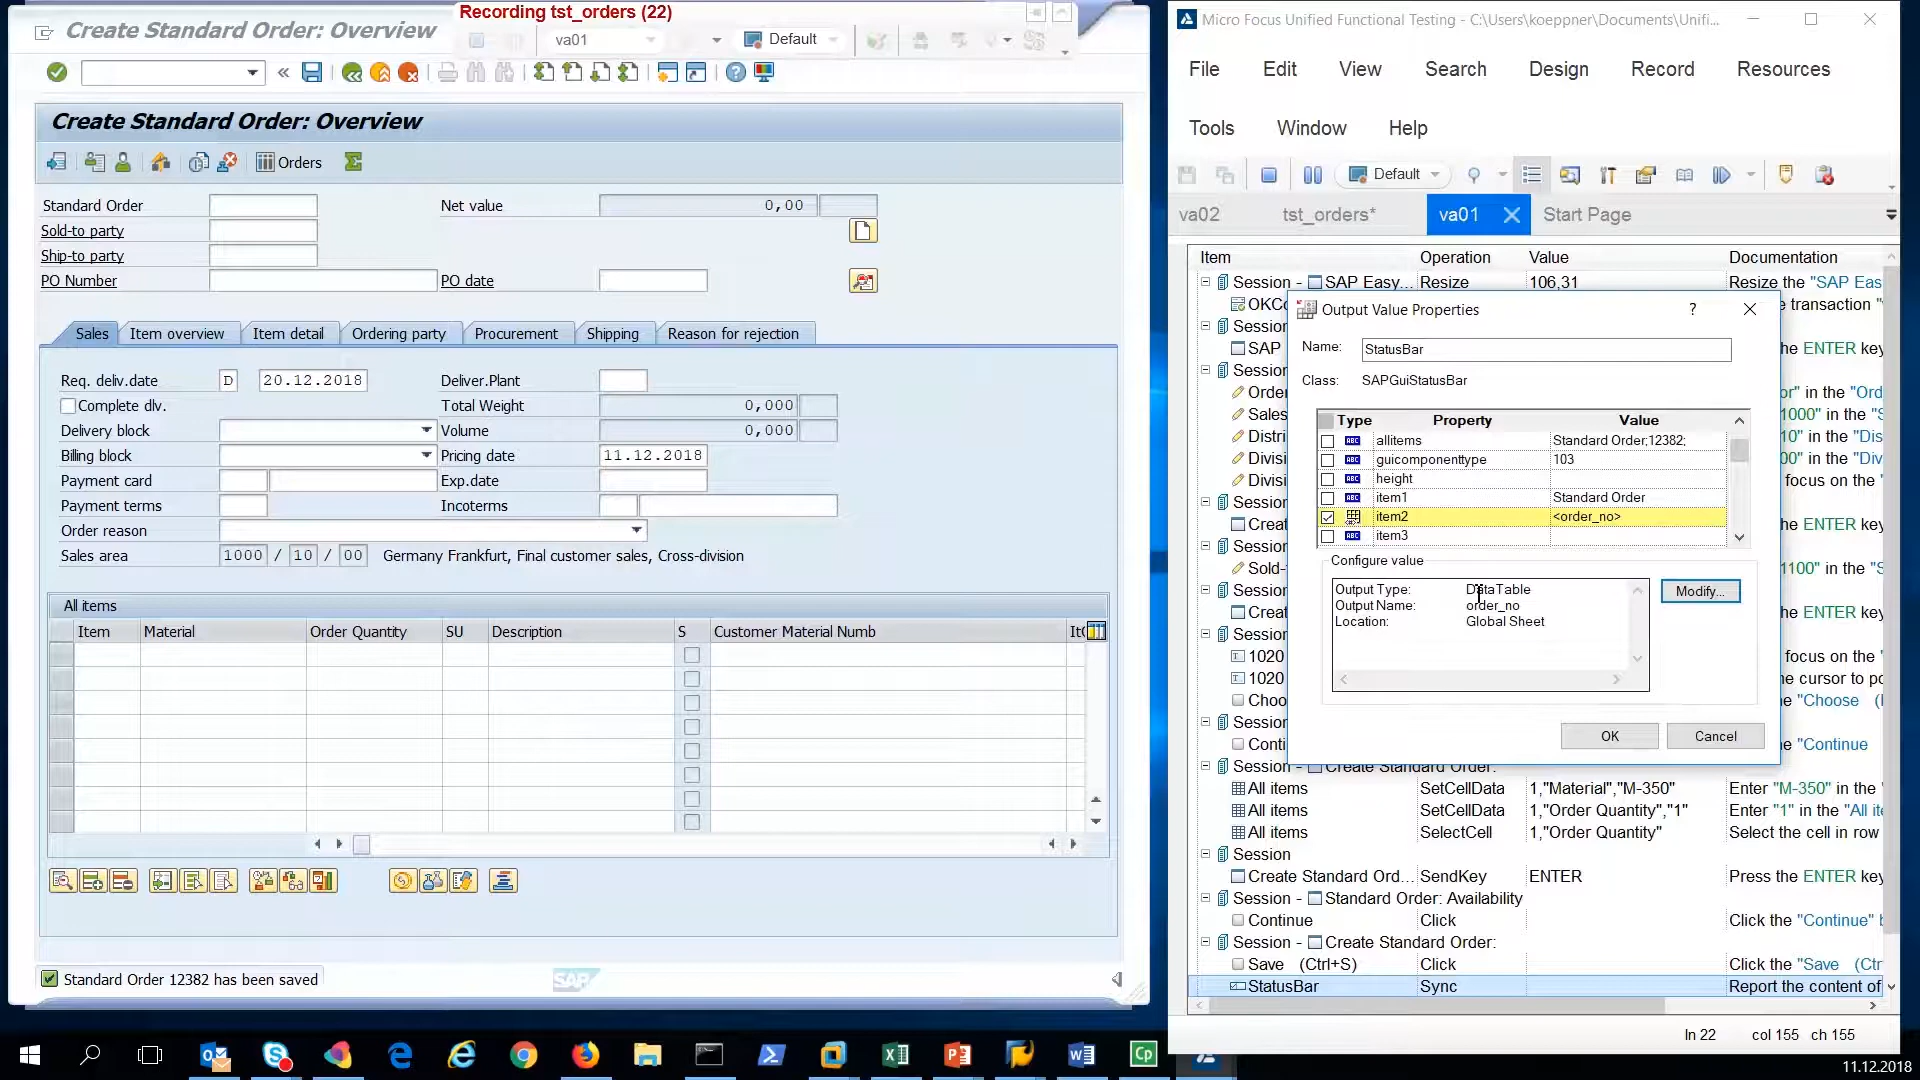 Recording tst_orders (22)
Create Standard Order: Overview
va01
Default
Create Standard Order: Overview
Orders
Standard Order
Net value
0,00
Sold-to party
Ship-to party
PO Number
PO date
Sales
Item overview
Item detail
Ordering party
Procurement
Shipping
Reason for rejection
Req. deliv.date
D
20.12.2018
Deliver.Plant
Complete dlv.
Total Weight
0,000
Delivery block
Volume
0,000
Billing block
Pricing date
11.12.2018
Payment card
Exp.date
Payment terms
Incoterms
Order reason
Sales area
1000 / 10 / 00
Germany Frankfurt, Final customer sales, Cross-division
All items
Item
Material
Order Quantity
SU
Description
S
Customer Material Numb
Standard Order 12382 has been saved
SAP
Micro Focus Unified Functional Testing - C:\Users\koeppner\Documents\Unifi...
File Edit View Search Design Record Resources
Tools Window Help
Default
va02
tst_orders*
va01
Start Page
Item Operation Value Documentation
Session - SAP Easy... Resize 106,31 Resize the "SAP Eas
Output Value Properties
?
Name: StatusBar
Class: SAPGuiStatusBar
Type Property Value
allitems Standard Order;12382;
guicomponenttype 103
height
item1 Standard Order
item2 <order_no>
item3
Configure value
Output Type: DataTable
Output Name: order_no
Location: Global Sheet
Modify...
OK
Cancel
All items SetCellData 1,"Material","M-350" Enter "M-350" in the
All items SetCellData 1,"Order Quantity","1" Enter "1" in the "All ite
All items SelectCell 1,"Order Quantity" Select the cell in row
Session
Create Standard Ord... SendKey ENTER Press the ENTER key
Session - Standard Order: Availability
Continue Click Click the "Continue" b
Session - Create Standard Order:
Save (Ctrl+S) Click Click the "Save (Ctr
StatusBar Sync Report the content of
ln 22 col 155 ch 155
11.12.2018